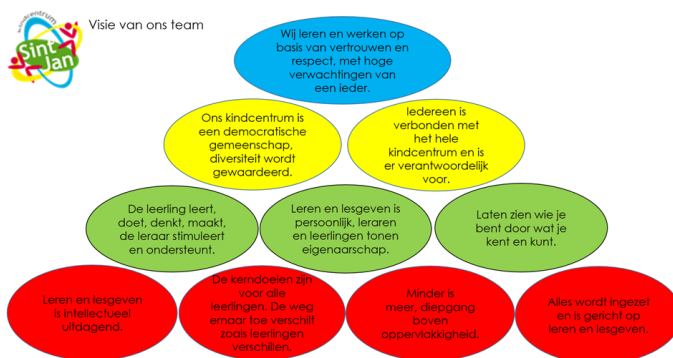 kindcentrum
Sint
Jan
Visie van ons team
Wij leren en werken op
basis van vertrouwen en
respect, met hoge
verwachtingen van
een ieder.
Ons kindcentrum is
een democratische
gemeenschap,
diversiteit wordt
gewaardeerd.
Iedereen is
verbonden met
het hele
kindcentrum en is
er verantwoordelijk
voor.
De leerling leert,
doet, denkt, maakt,
de leraar stimuleert
en ondersteunt.
Leren en lesgeven is
persoonlijk, leraren
en leerlingen tonen
eigenaarschap.
Laten zien wie je
bent door wat je
kent en kunt.
Leren en lesgeven
is intellectueel
uitdagend.
De kerndoelen zijn
voor alle
leerlingen. De weg
ernaar toe verschilt
zoals leerlingen
verschillen.
Minder is
meer, diepgang
boven
oppervlakkigheid.
Alles wordt ingezet
en is gericht op
leren en lesgeven.